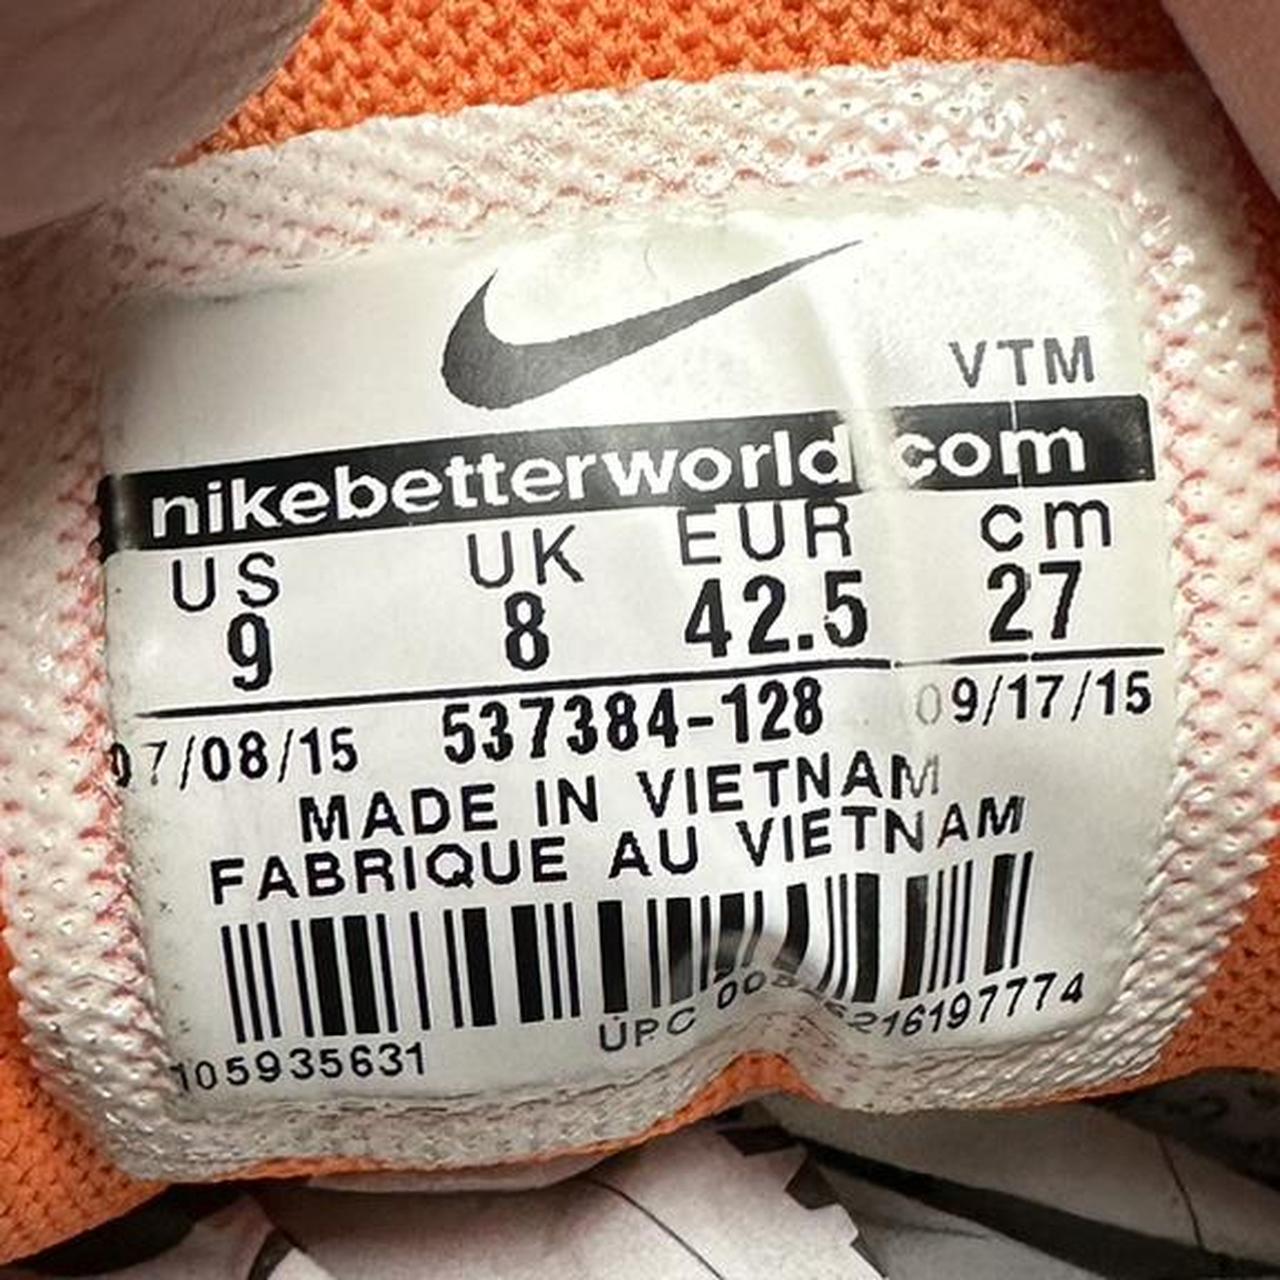 VTM
nikebetterworld.com
US UK EUR cm
9 8 42.5 27
07/08/15 537384-128 09/17/15
MADE IN VIETNAM
FABRIQUE AU VIETNAM
105935631 UPC